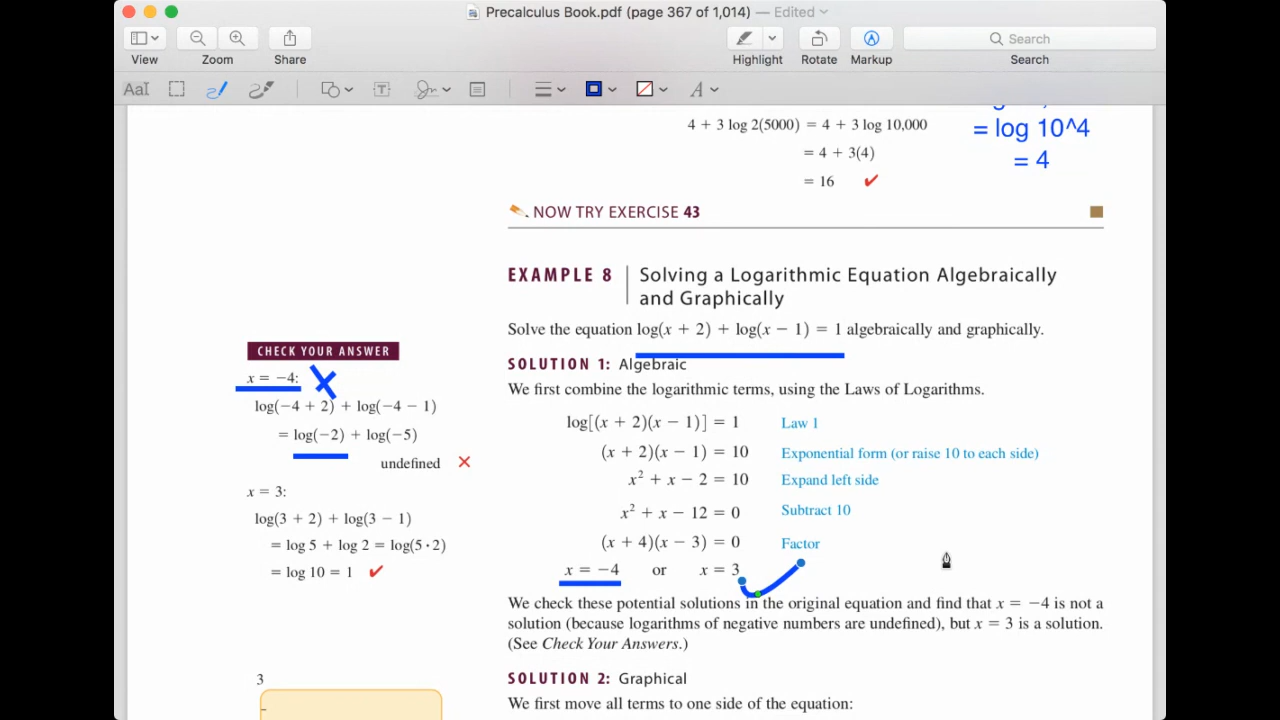 Precalculus Book.pdf (page 367 of 1,014) — Edited
View
Zoom
Share
Highlight
Rotate
Markup
Search
Search
AaI
T
A
4 + 3 log 2(5000) = 4 + 3 log 10,000
= 4 + 3(4)
= 16 ✓
= log 10^4
= 4
NOW TRY EXERCISE 43
EXAMPLE 8 | Solving a Logarithmic Equation Algebraically
and Graphically
Solve the equation log(x + 2) + log(x − 1) = 1 algebraically and graphically.
SOLUTION 1: Algebraic
We first combine the logarithmic terms, using the Laws of Logarithms.
log[(x + 2)(x − 1)] = 1 Law 1
(x + 2)(x − 1) = 10 Exponential form (or raise 10 to each side)
x² + x − 2 = 10 Expand left side
x² + x − 12 = 0 Subtract 10
(x + 4)(x − 3) = 0 Factor
x = −4 or x = 3
We check these potential solutions in the original equation and find that x = −4 is not a
solution (because logarithms of negative numbers are undefined), but x = 3 is a solution.
(See Check Your Answers.)
CHECK YOUR ANSWER
x = −4:
log(−4 + 2) + log(−4 − 1)
= log(−2) + log(−5)
undefined ✗
x = 3:
log(3 + 2) + log(3 − 1)
= log 5 + log 2 = log(5·2)
= log 10 = 1 ✓
SOLUTION 2: Graphical
We first move all terms to one side of the equation:
3